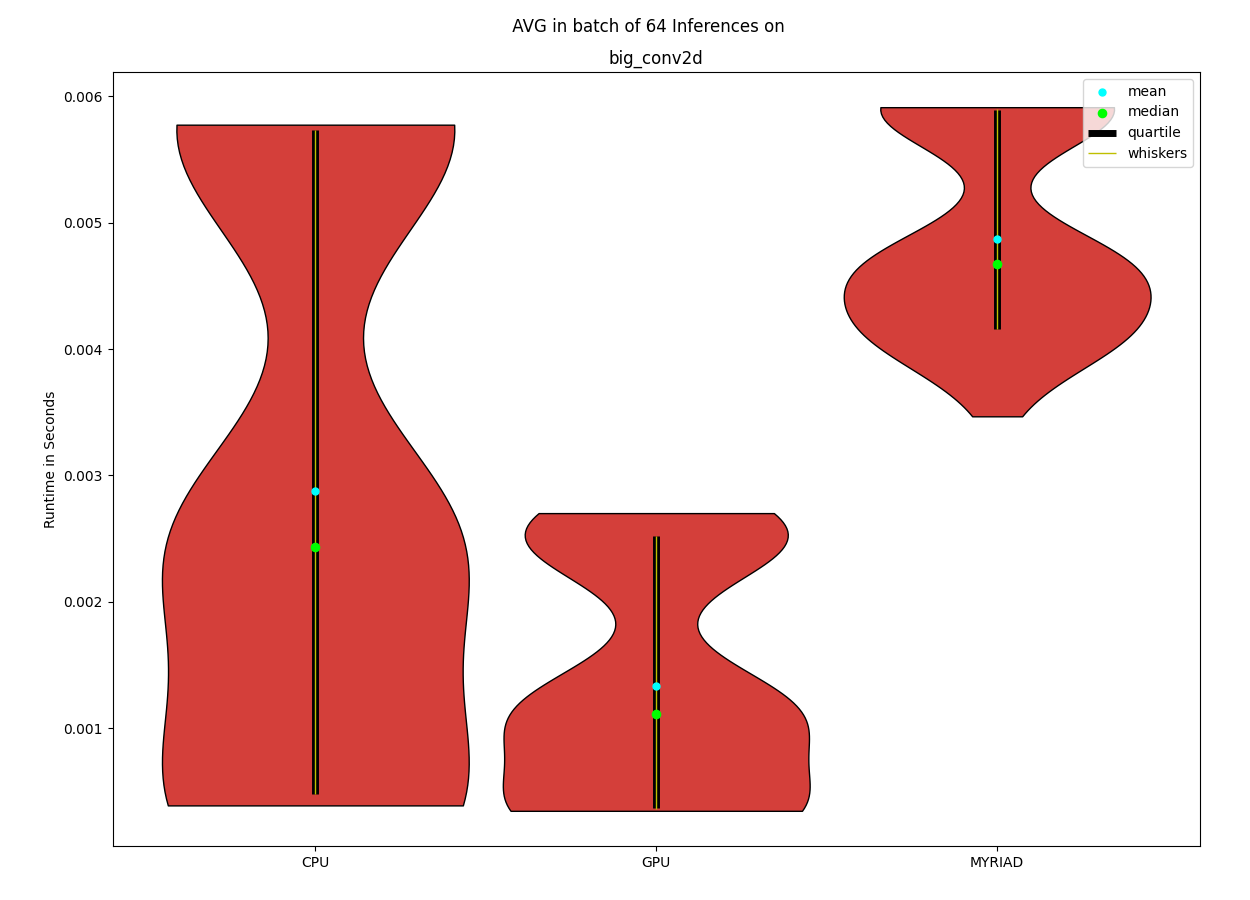 AVG in batch of 64 Inferences on
big_conv2d
0.006
0.005
0.004
0.003
0.002
0.001
Runtime in Seconds
mean
median
quartile
whiskers
CPU
GPU
MYRIAD